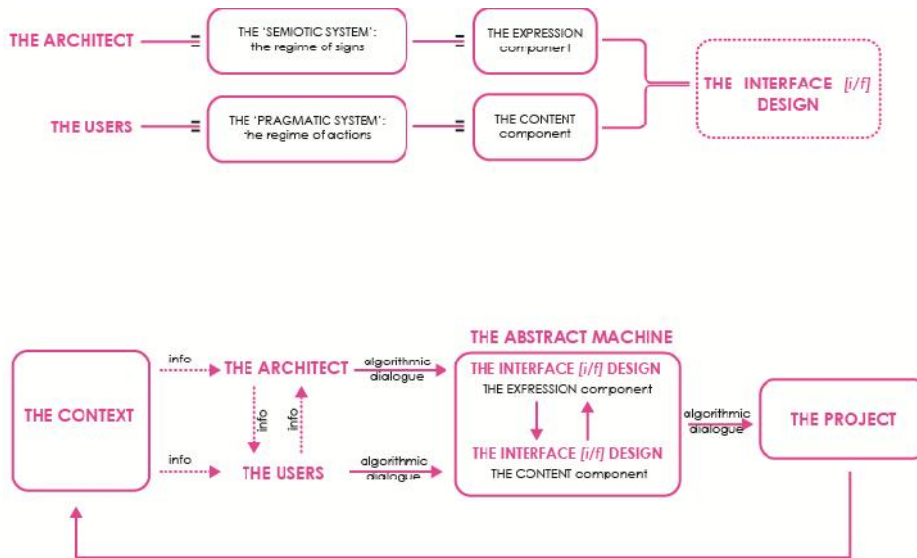 THE ARCHITECT
THE 'SEMIOTIC SYSTEM':
the regime of signs
THE EXPRESSION
component
THE INTERFACE [i/f]
DESIGN
THE USERS
THE 'PRAGMATIC SYSTEM':
the regime of actions
THE CONTENT
component
THE ABSTRACT MACHINE
THE CONTEXT
info
THE ARCHITECT
algorithmic
dialogue
THE INTERFACE [i/f] DESIGN
THE EXPRESSION component
info
info
algorithmic
dialogue
THE PROJECT
info
THE USERS
algorithmic
dialogue
THE INTERFACE [i/f] DESIGN
THE CONTENT component